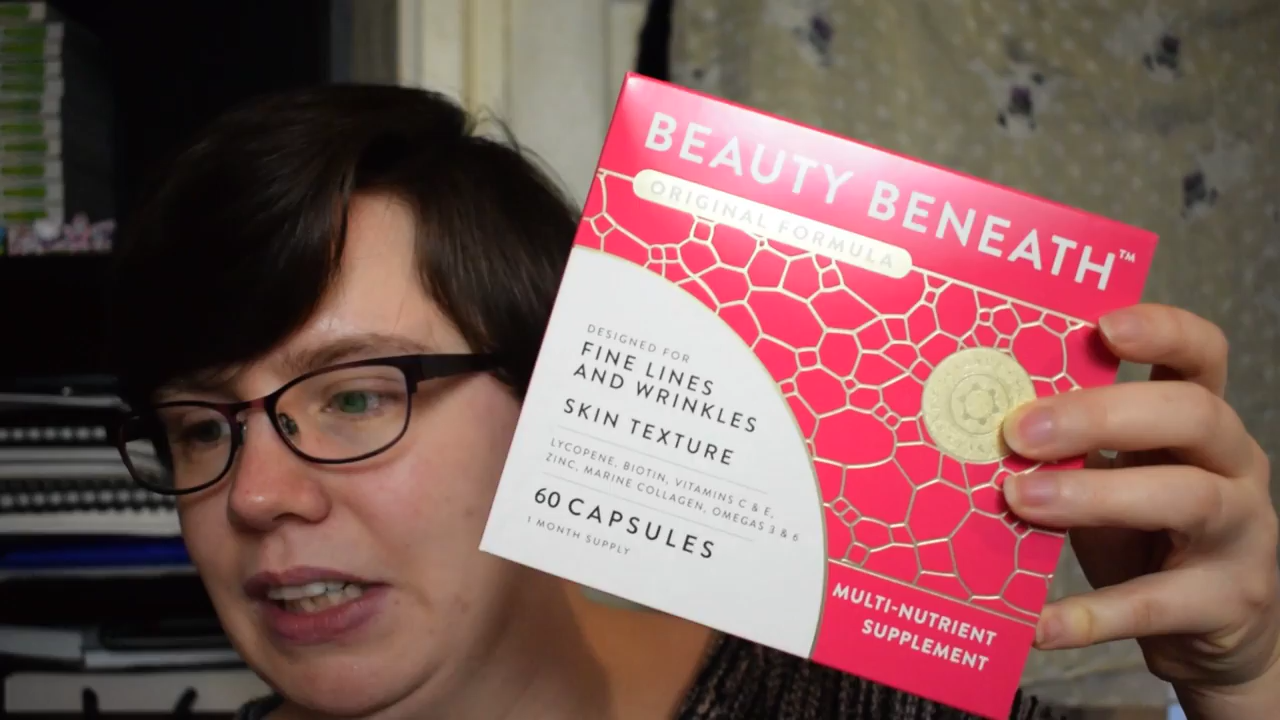 BEAUTY BENEATH™
ORIGINAL FORMULA
DESIGNED FOR
FINE LINES
AND WRINKLES
SKIN TEXTURE
LYCOPENE, BIOTIN, VITAMINS C & E,
ZINC, MARINE COLLAGEN, OMEGAS 3 & 6
60 CAPSULES
1 MONTH SUPPLY
MULTI-NUTRIENT
SUPPLEMENT